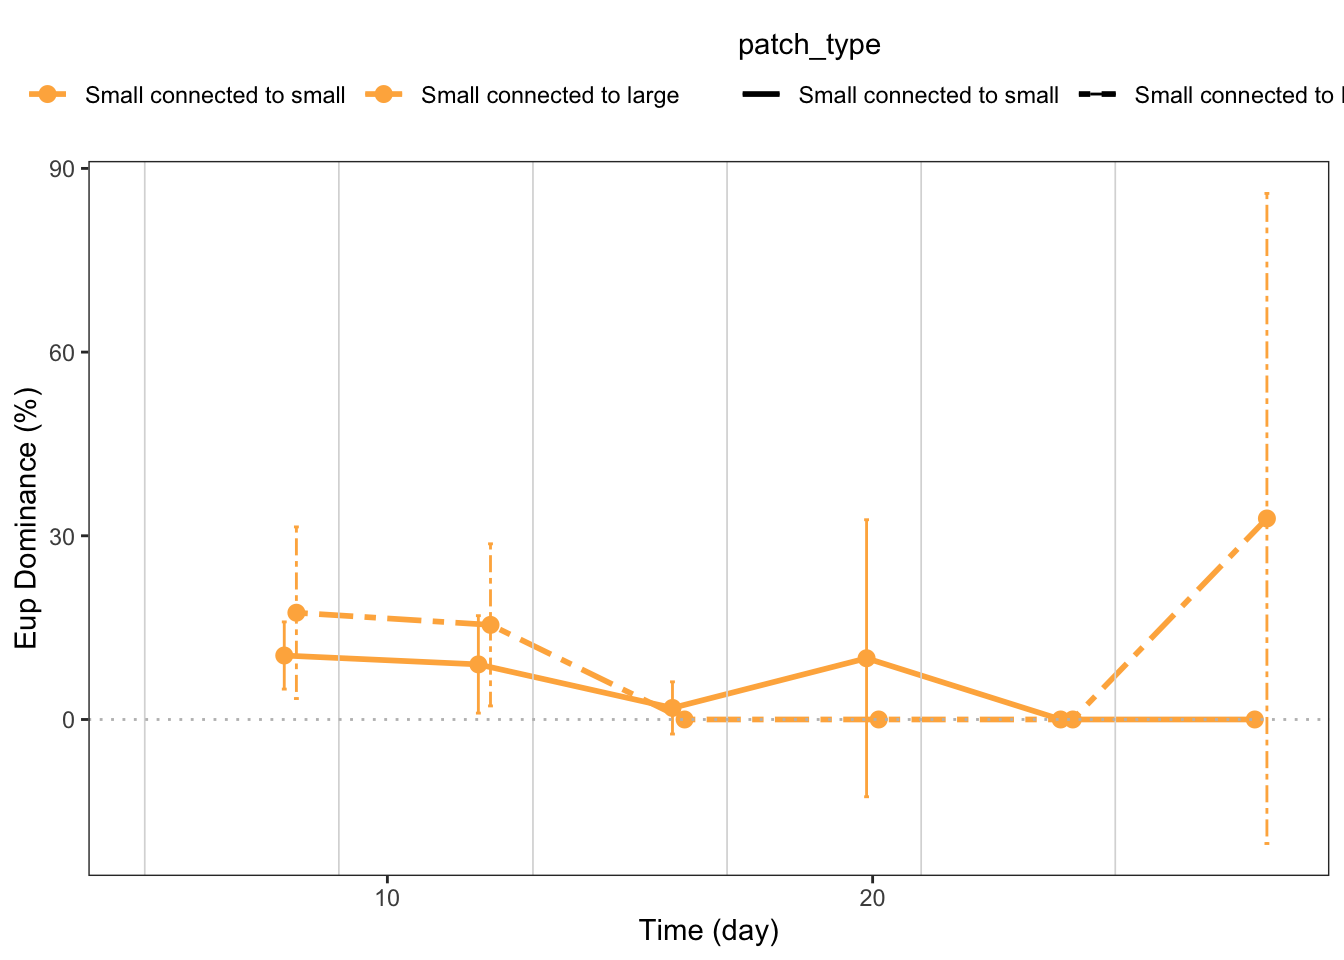 patch_type
Small connected to small Small connected to large Small connected to small Small connected to l
90
60
30
0
Eup Dominance (%)
10 20
Time (day)